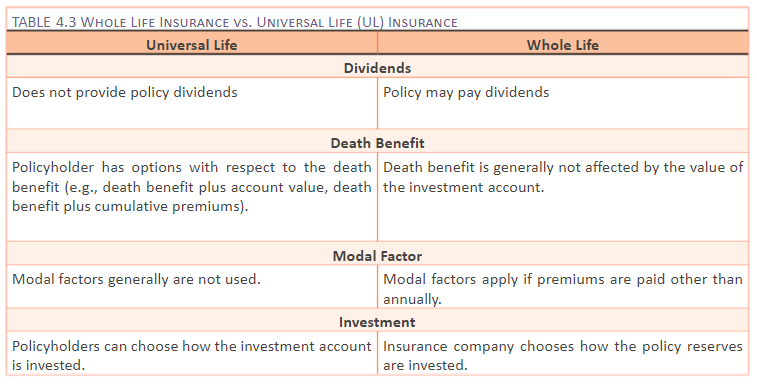 TABLE 4.3 WHOLE LIFE INSURANCE VS. UNIVERSAL LIFE (UL) INSURANCE
Universal Life
Whole Life
Dividends
Does not provide policy dividends
Policy may pay dividends
Death Benefit
Policyholder has options with respect to the death
benefit (e.g., death benefit plus account value, death
benefit plus cumulative premiums).
Death benefit is generally not affected by the value of
the investment account.
Modal Factor
Modal factors generally are not used.
Modal factors apply if premiums are paid other than
annually.
Investment
Policyholders can choose how the investment account
is invested.
Insurance company chooses how the policy reserves
are invested.